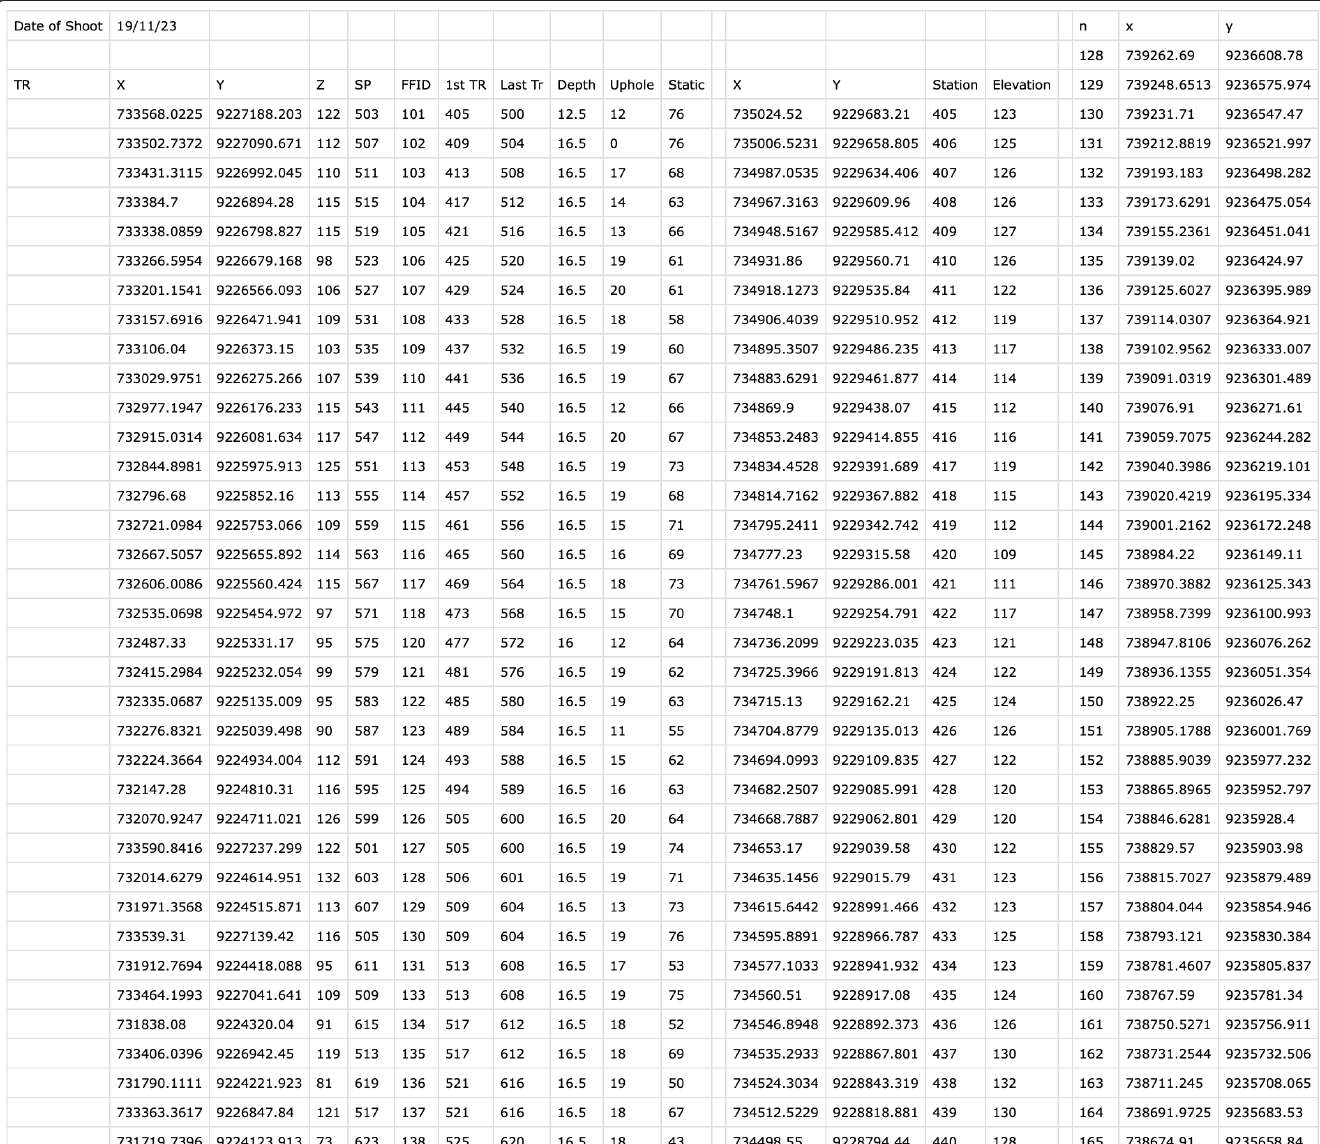 Date of Shoot 19/11/23 n x y
128 739262.69 9236608.78
TR X Y Z SP FFID 1st TR Last Tr Depth Uphole Static X Y Station Elevation 129 739248.6513 9236575.974
733568.0225 9227188.203 122 503 101 405 500 12.5 12 76 735024.52 9229683.21 405 123 130 739231.71 9236547.47
733502.7372 9227090.671 112 507 102 409 504 16.5 0 76 735006.5231 9229658.805 406 125 131 739212.8819 9236521.997
733431.3115 9226992.045 110 511 103 413 508 16.5 17 68 734987.0535 9229634.406 407 126 132 739193.183 9236498.282
733384.7 9226894.28 115 515 104 417 512 16.5 14 63 734967.3163 9229609.96 408 126 133 739173.6291 9236475.054
733338.0859 9226798.827 115 519 105 421 516 16.5 13 66 734948.5167 9229585.412 409 127 134 739155.2361 9236451.041
733266.5954 9226679.168 98 523 106 425 520 16.5 19 61 734931.86 9229560.71 410 126 135 739139.02 9236424.97
733201.1541 9226566.093 106 527 107 429 524 16.5 20 61 734918.1273 9229535.84 411 122 136 739125.6027 9236395.989
733157.6916 9226471.941 109 531 108 433 528 16.5 18 58 734906.4039 9229510.952 412 119 137 739114.0307 9236364.921
733106.04 9226373.15 103 535 109 437 532 16.5 19 60 734895.3507 9229486.235 413 117 138 739102.9562 9236333.007
733029.9751 9226275.266 107 539 110 441 536 16.5 19 67 734883.6291 9229461.877 414 114 139 739091.0319 9236301.489
732977.1947 9226176.233 115 543 111 445 540 16.5 12 66 734869.9 9229438.07 415 112 140 739076.91 9236271.61
732915.0314 9226081.634 117 547 112 449 544 16.5 20 67 734853.2483 9229414.855 416 116 141 739059.7075 9236244.282
732844.8981 9225975.913 125 551 113 453 548 16.5 19 73 734834.4528 9229391.689 417 119 142 739040.3986 9236219.101
732796.68 9225852.16 113 555 114 457 552 16.5 19 68 734814.7162 9229367.882 418 115 143 739020.4219 9236195.334
732721.0984 9225753.066 109 559 115 461 556 16.5 15 71 734795.2411 9229342.742 419 112 144 739001.2162 9236172.248
732667.5057 9225655.892 114 563 116 465 560 16.5 16 69 734777.23 9229315.58 420 109 145 738984.22 9236149.11
732606.0086 9225560.424 115 567 117 469 564 16.5 18 73 734761.5967 9229286.001 421 111 146 738970.3882 9236125.343
732535.0698 9225454.972 97 571 118 473 568 16.5 15 70 734748.1 9229254.791 422 117 147 738958.7399 9236100.993
732487.33 9225331.17 95 575 120 477 572 16 12 64 734736.2099 9229223.035 423 121 148 738947.8106 9236076.262
732415.2984 9225232.054 99 579 121 481 576 16.5 19 62 734725.3966 9229191.813 424 122 149 738936.1355 9236051.354
732335.0687 9225135.009 95 583 122 485 580 16.5 19 63 734715.13 9229162.21 425 124 150 738922.25 9236026.47
732276.8321 9225039.498 90 587 123 489 584 16.5 11 55 734704.8779 9229135.013 426 126 151 738905.1788 9236001.769
732224.3664 9224934.004 112 591 124 493 588 16.5 15 62 734694.0993 9229109.835 427 122 152 738885.9039 9235977.232
732147.28 9224810.31 116 595 125 494 589 16.5 16 63 734682.2507 9229085.991 428 120 153 738865.8965 9235952.797
732070.9247 9224711.021 126 599 126 505 600 16.5 20 64 734668.7887 9229062.801 429 120 154 738846.6281 9235928.4
733590.8416 9227237.299 122 501 127 505 600 16.5 19 74 734653.17 9229039.58 430 122 155 738829.57 9235903.98
732014.6279 9224614.951 132 603 128 506 601 16.5 19 71 734635.1456 9229015.79 431 123 156 738815.7027 9235879.489
731971.3568 9224515.871 113 607 129 509 604 16.5 13 73 734615.6442 9228991.466 432 123 157 738804.044 9235854.946
733539.31 9227139.42 116 505 130 509 604 16.5 19 76 734595.8891 9228966.787 433 125 158 738793.121 9235830.384
731912.7694 9224418.088 95 611 131 513 608 16.5 17 53 734577.1033 9228941.932 434 123 159 738781.4607 9235805.837
733464.1993 9227041.641 109 509 133 513 608 16.5 19 75 734560.51 9228917.08 435 124 160 738767.59 9235781.34
731838.08 9224320.04 91 615 134 517 612 16.5 18 52 734546.8948 9228892.373 436 126 161 738750.5271 9235756.911
733406.0396 9226942.45 119 513 135 517 612 16.5 18 69 734535.2933 9228867.801 437 130 162 738731.2544 9235732.506
731790.1111 9224221.923 81 619 136 521 616 16.5 19 50 734524.3034 9228843.319 438 132 163 738711.245 9235708.065
733363.3617 9226847.84 121 517 137 521 616 16.5 18 67 734512.5229 9228818.881 439 130 164 738691.9725 9235683.53
731719.7396 9224123.913 73 623 138 525 620 16.5 18 43 734498.55 9228794.44 440 128 165 738674.91 9235658.84